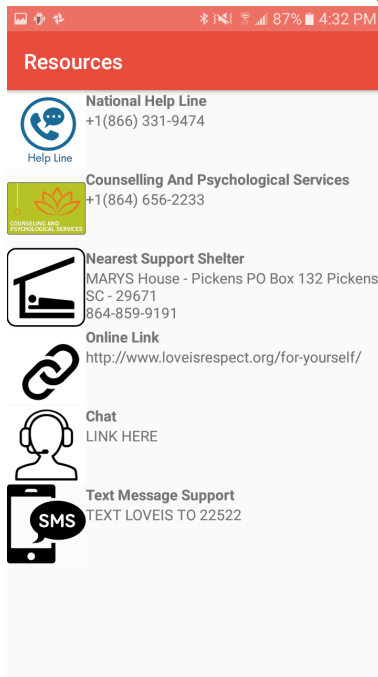 87% 4:32 PM
Resources
National Help Line
+1(866) 331-9474
Help Line
Counselling And Psychological Services
+1(864) 656-2233
COUNSELING AND
PSYCHOLOGICAL SERVICES
Nearest Support Shelter
MARYS House - Pickens PO Box 132 Pickens
SC - 29671
864-859-9191
Online Link
http://www.loveisrespect.org/for-yourself/
Chat
LINK HERE
Text Message Support
SMS
TEXT LOVEIS TO 22522